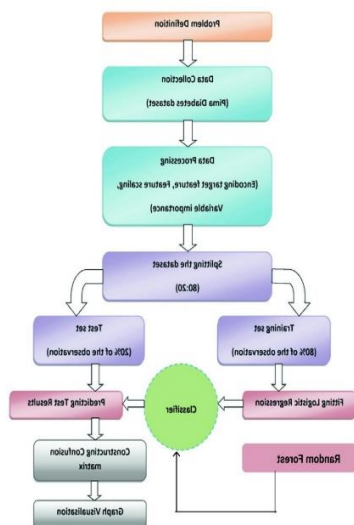 Problem Definition
Data Collection
(Pima Diabetes dataset)
Data Processing
(Encoding target feature, Feature scaling,
Variable importance)
Splitting the dataset
(80:20)
Test set
(20% of the observation)
Training set
(80% of the observation)
Predicting Test Results
Classifier
Fitting Logistic Regression
Constructing Confusion
matrix
Random Forest
Graph Visualisation